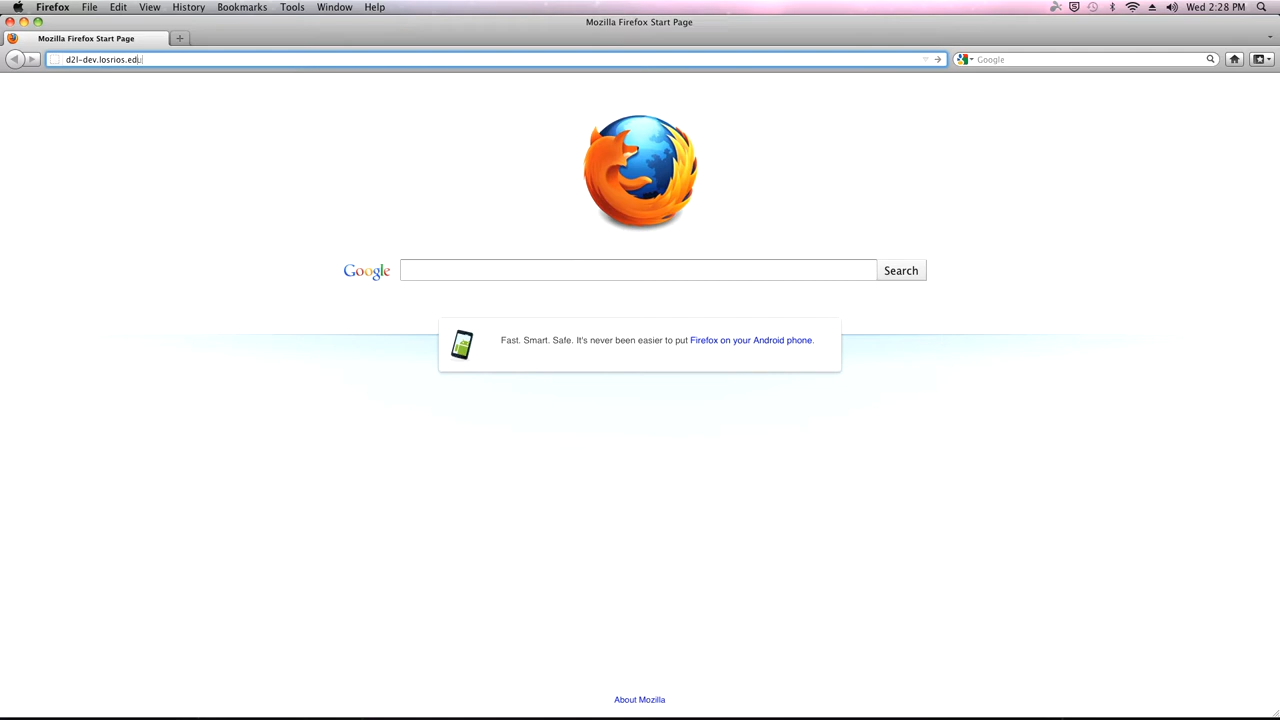 Firefox File Edit View History Bookmarks Tools Window Help Wed 2:28 PM
Mozilla Firefox Start Page
Mozilla Firefox Start Page
d2l-dev.losrios.edu Google
Google Search
Fast. Smart. Safe. It's never been easier to put Firefox on your Android phone.
About Mozilla